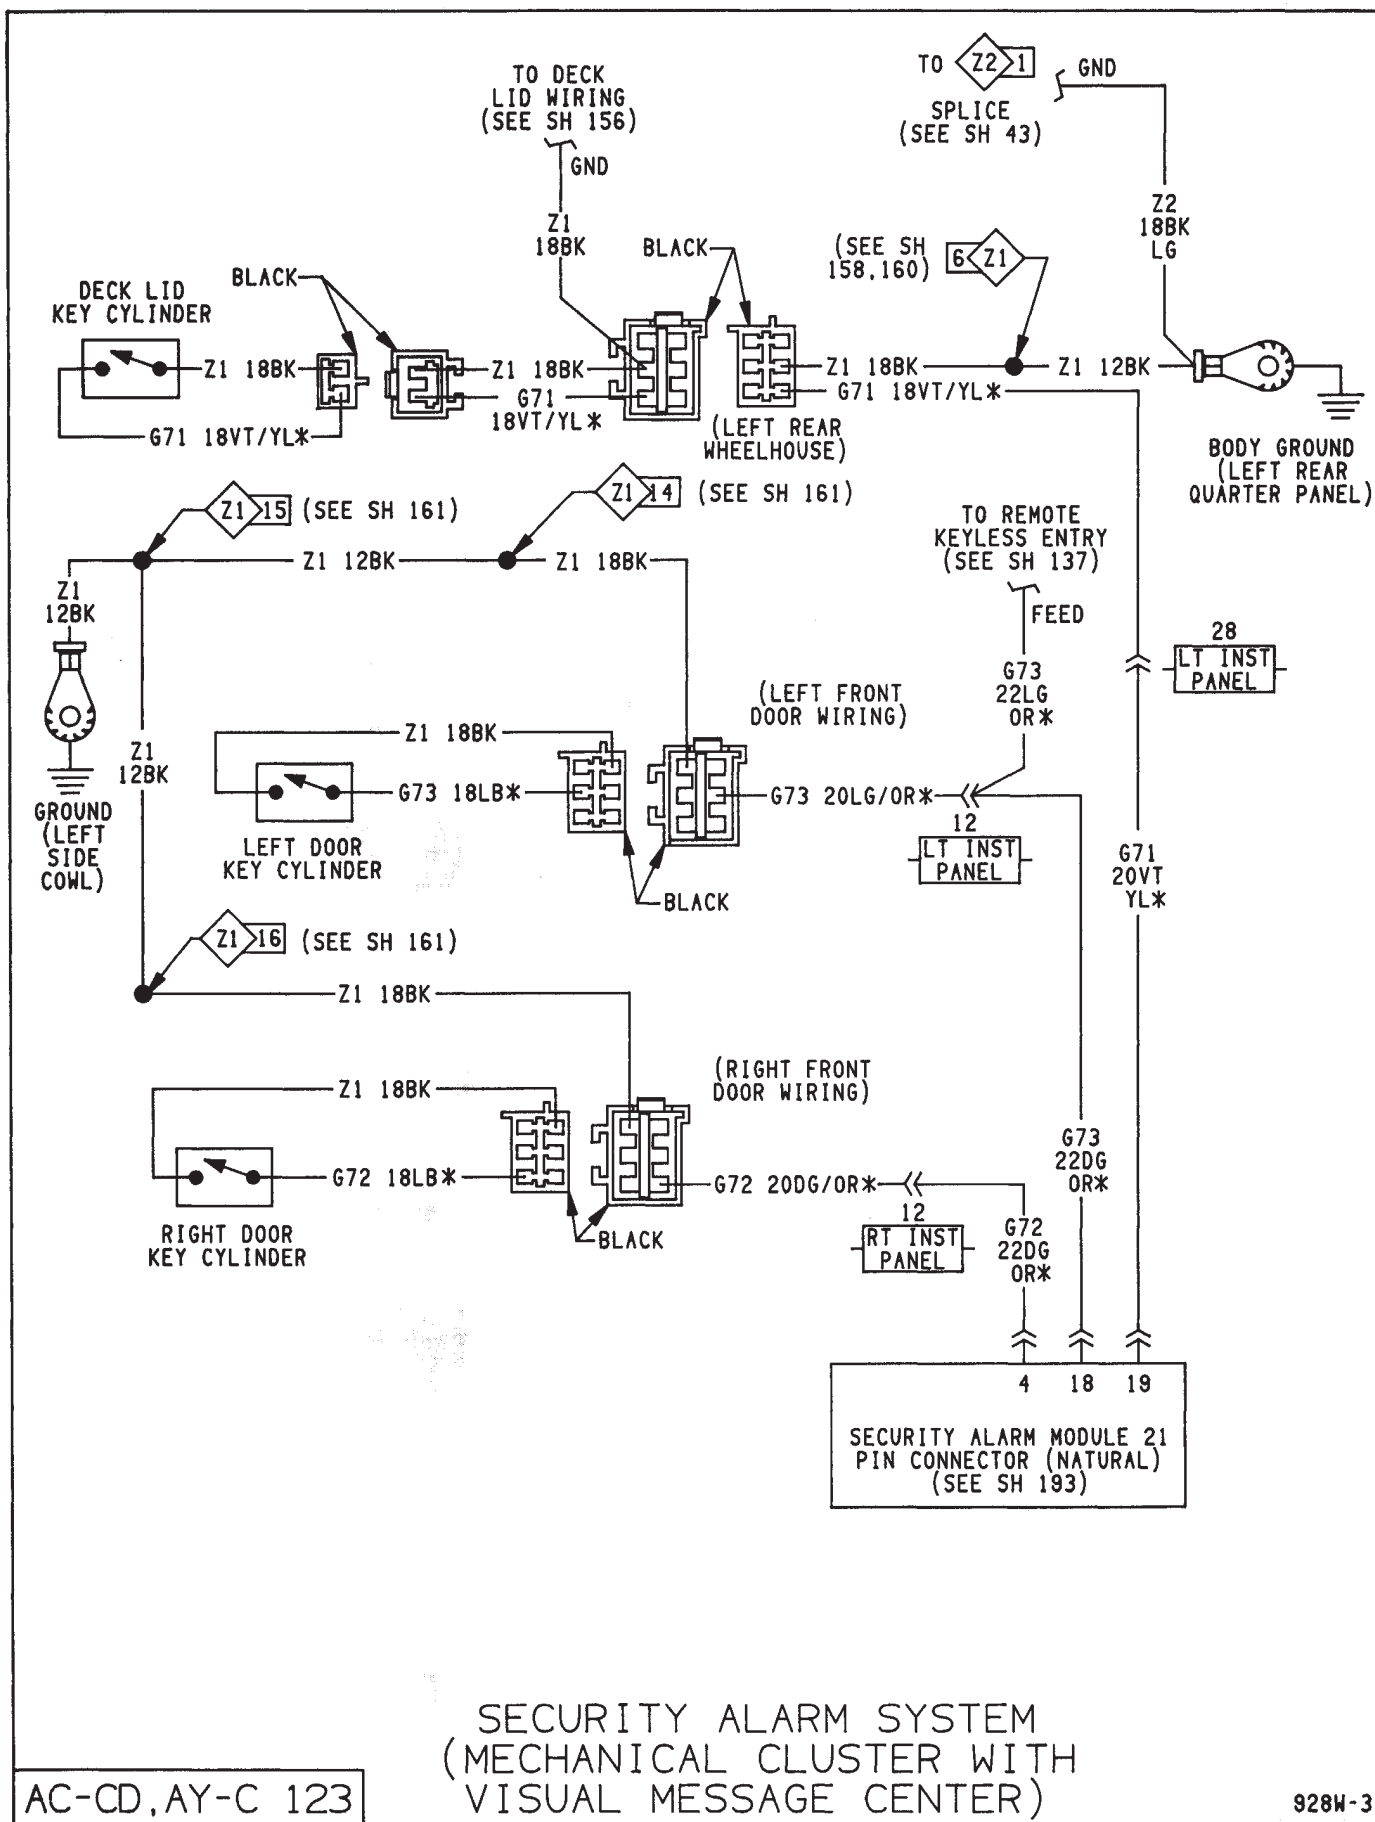 TO Z2 1 GND
SPLICE
(SEE SH 43)
TO DECK
LID WIRING
(SEE SH 156)
GND
Z1
18BK
Z2
18BK
LG
BLACK
(SEE SH
158,160)
6 Z1
DECK LID
KEY CYLINDER
BLACK
Z1 18BK
Z1 18BK
Z1 18BK
Z1 12BK
G71 18VT/YL*
G71
18VT/YL*
G71 18VT/YL*
(LEFT REAR
WHEELHOUSE)
BODY GROUND
(LEFT REAR
QUARTER PANEL)
Z1 15 (SEE SH 161)
Z1 14 (SEE SH 161)
Z1 12BK
Z1 18BK
Z1
12BK
TO REMOTE
KEYLESS ENTRY
(SEE SH 137)
FEED
G73
22LG
OR*
28
LT INST
PANEL
(LEFT FRONT
DOOR WIRING)
Z1
12BK
GROUND
(LEFT
SIDE
COWL)
Z1 18BK
G73 18LB*
G73 20LG/OR*
12
LT INST
PANEL
LEFT DOOR
KEY CYLINDER
BLACK
G71
20VT
YL*
Z1 16 (SEE SH 161)
Z1 18BK
(RIGHT FRONT
DOOR WIRING)
Z1 18BK
G72 18LB*
G72 20DG/OR*
12
RT INST
PANEL
G73
22DG
OR*
G72
22DG
OR*
RIGHT DOOR
KEY CYLINDER
BLACK
4 18 19
SECURITY ALARM MODULE 21
PIN CONNECTOR (NATURAL)
(SEE SH 193)
SECURITY ALARM SYSTEM
(MECHANICAL CLUSTER WITH
VISUAL MESSAGE CENTER)
AC-CD,AY-C 123
928W-3